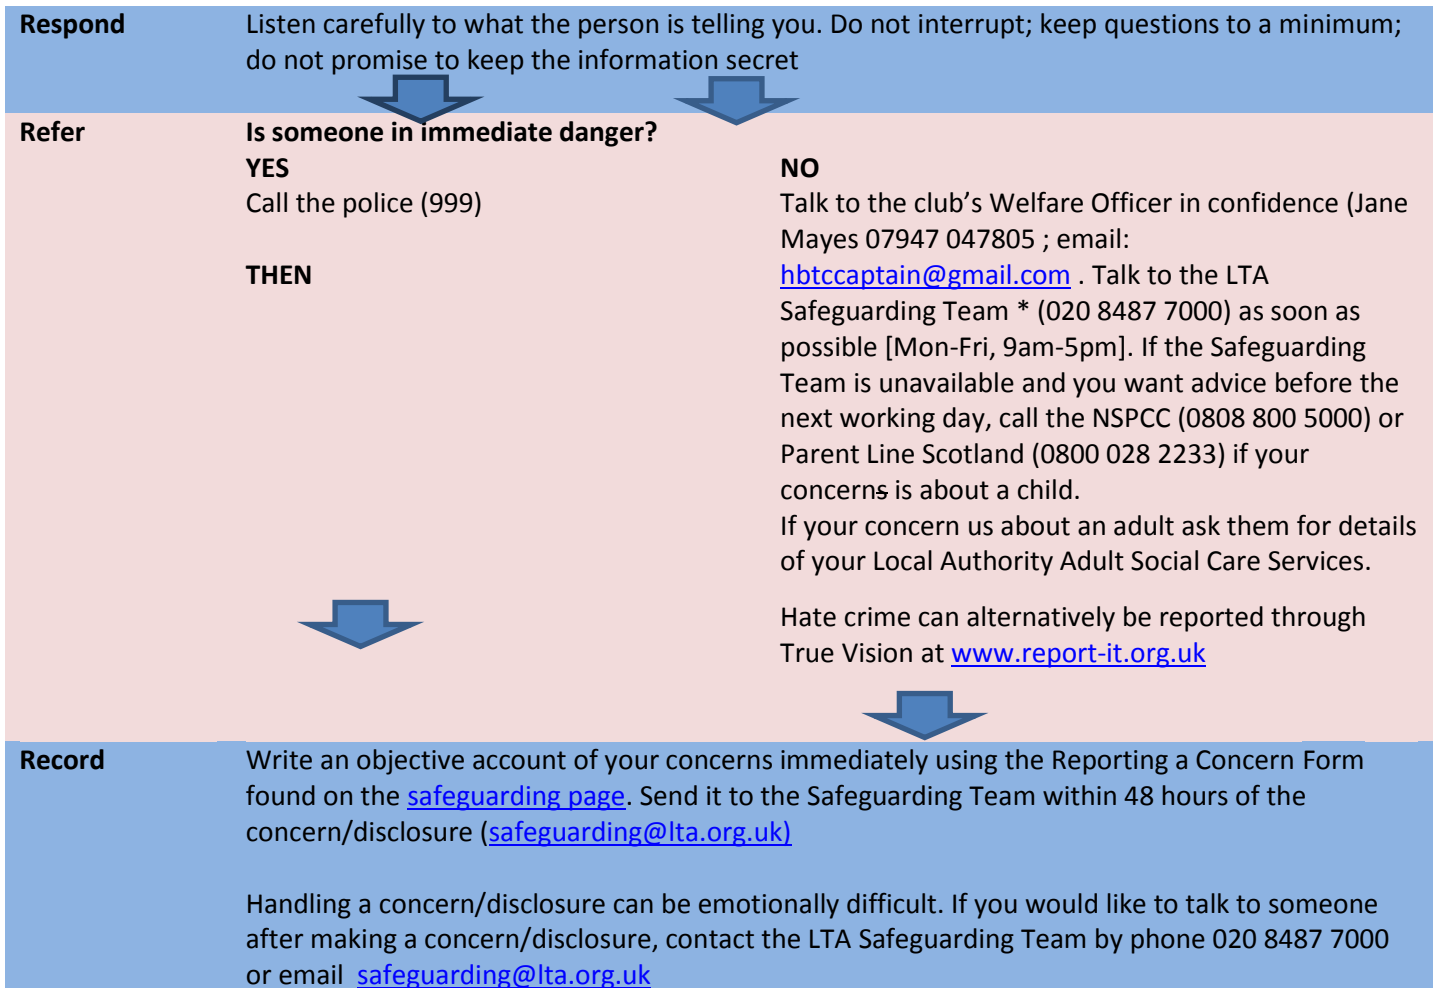 Respond
Listen carefully to what the person is telling you. Do not interrupt; keep questions to a minimum;
do not promise to keep the information secret
Refer
Is someone in immediate danger?
YES
Call the police (999)
THEN
NO
Talk to the club’s Welfare Officer in confidence (Jane
Mayes 07947 047805 ; email:
hbtccaptain@gmail.com . Talk to the LTA
Safeguarding Team * (020 8487 7000) as soon as
possible [Mon-Fri, 9am-5pm]. If the Safeguarding
Team is unavailable and you want advice before the
next working day, call the NSPCC (0808 800 5000) or
Parent Line Scotland (0800 028 2233) if your
concerns is about a child.
If your concern us about an adult ask them for details
of your Local Authority Adult Social Care Services.
Hate crime can alternatively be reported through
True Vision at www.report-it.org.uk
Record
Write an objective account of your concerns immediately using the Reporting a Concern Form
found on the safeguarding page. Send it to the Safeguarding Team within 48 hours of the
concern/disclosure (safeguarding@lta.org.uk)
Handling a concern/disclosure can be emotionally difficult. If you would like to talk to someone
after making a concern/disclosure, contact the LTA Safeguarding Team by phone 020 8487 7000
or email safeguarding@lta.org.uk